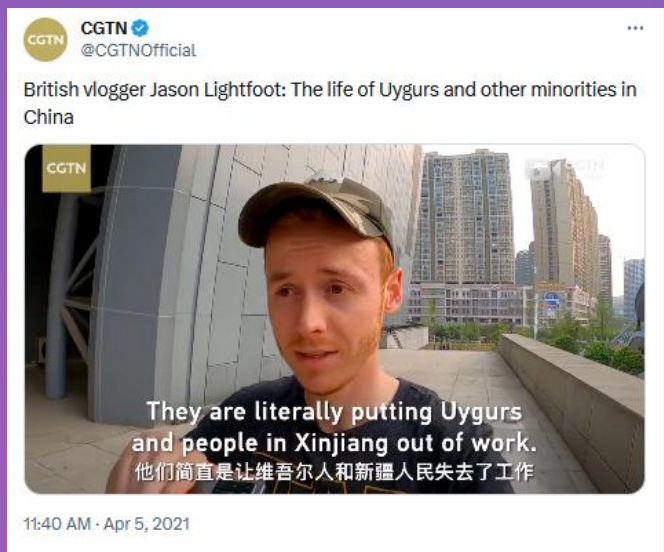 CGTN
CGTN
@CGTNOfficial
...
British vlogger Jason Lightfoot: The life of Uygurs and other minorities in
China
CGTN
CGTN
They are literally putting Uygurs
and people in Xinjiang out of work.
他们简直是让维吾尔人和新疆人民失去了工作
11:40 AM · Apr 5, 2021